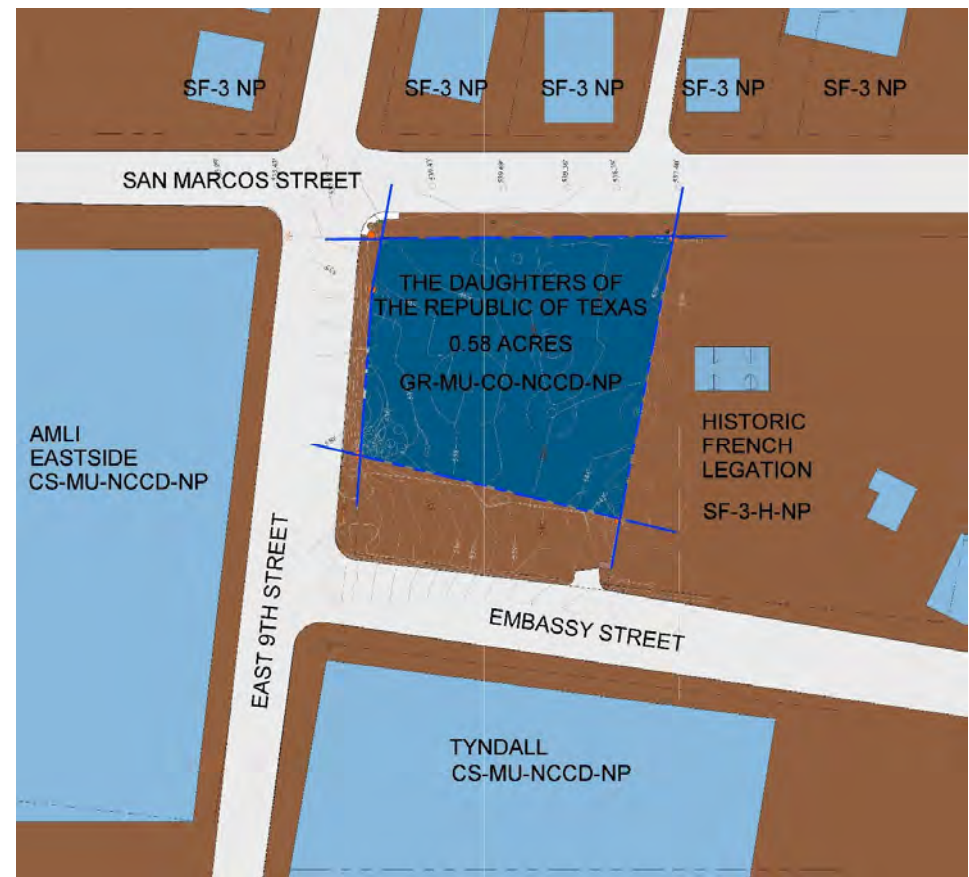 SF-3 NP
SF-3 NP
SF-3 NP
SF-3 NP
SF-3 NP
SAN MARCOS STREET
THE DAUGHTERS OF
THE REPUBLIC OF TEXAS
0.58 ACRES
GR-MU-CO-NCCD-NP
HISTORIC
FRENCH
LEGATION
SF-3-H-NP
AMLI
EASTSIDE
CS-MU-NCCD-NP
EAST 9TH STREET
EMBASSY STREET
TYNDALL
CS-MU-NCCD-NP